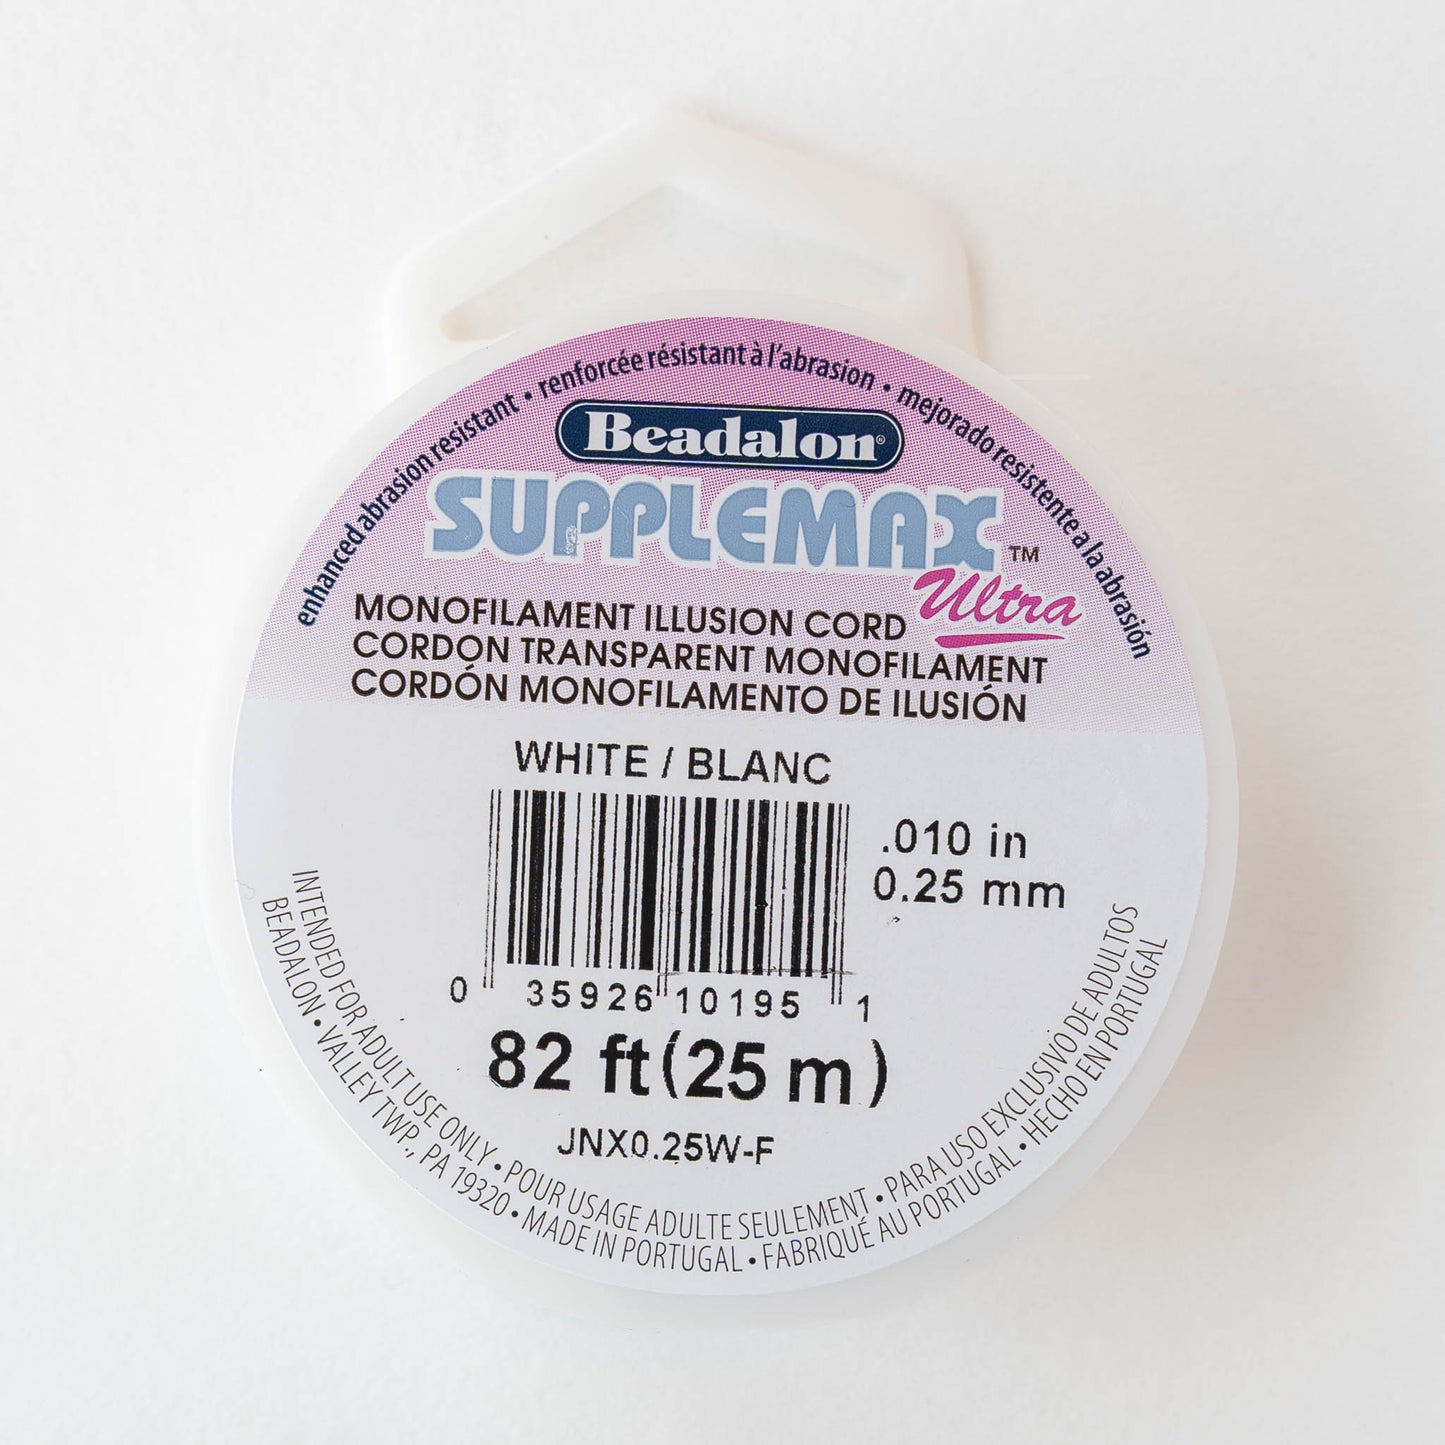 enhanced abrasion resistant • renforcée résistant à l'abrasion • mejorado resistente a la abrasión
Beadalon®
SUPPLEMAX™
Ultra
MONOFILAMENT ILLUSION CORD
CORDON TRANSPARENT MONOFILAMENT
CORDÓN MONOFILAMENTO DE ILUSIÓN
WHITE / BLANC
.010 in
0.25 mm
0 35926 10195 1
82 ft (25 m)
JNX0.25W-F
INTENDED FOR ADULT USE ONLY • POUR USAGE ADULTE SEULEMENT • PARA USO EXCLUSIVO DE ADULTOS
BEADALON • VALLEY TWP., PA 19320 • MADE IN PORTUGAL • FABRIQUÉ AU PORTUGAL • HECHO EN PORTUGAL